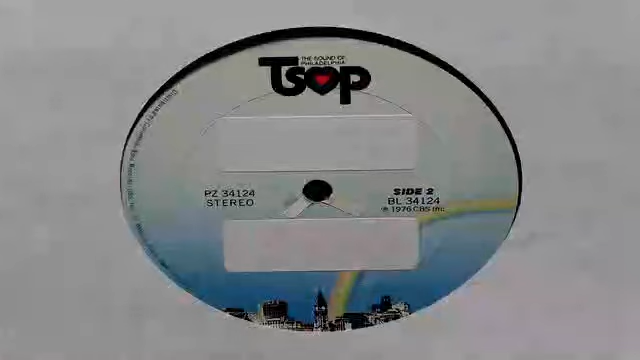 THE SOUND OF
PHILADELPHIA
TSOP
PZ 34124
STEREO
SIDE 2
BL 34124
℗ 1976 CBS Inc.